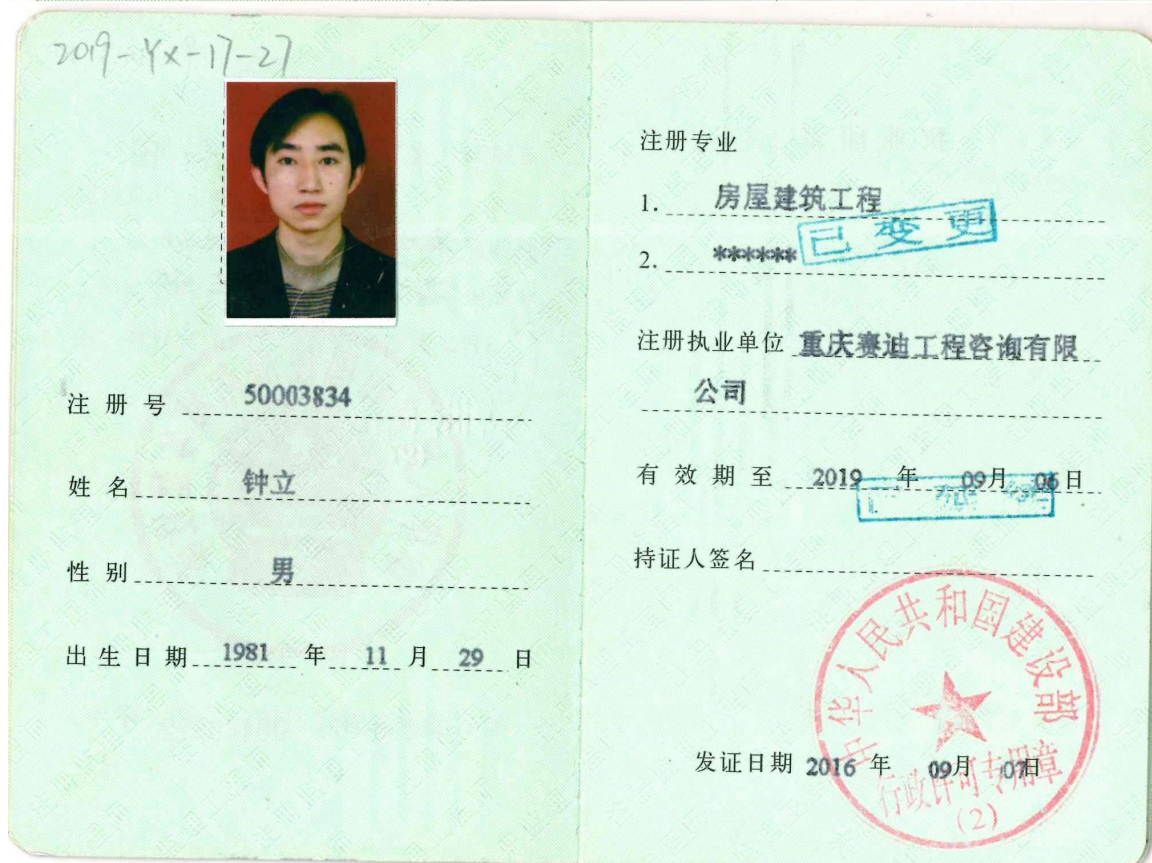 2019-YX-17-27
注册号 50003834
姓名 钟立
性别 男
出生日期 1981 年 11 月 29 日
注册专业
1. 房屋建筑工程
2. ******
已变更
注册执业单位 重庆赛迪工程咨询有限
公司
有效期至 2019 年 09月 06日
持证人签名
中华人民共和国建设部
行政许可专用章
(2)
发证日期 2016 年 09月 07日